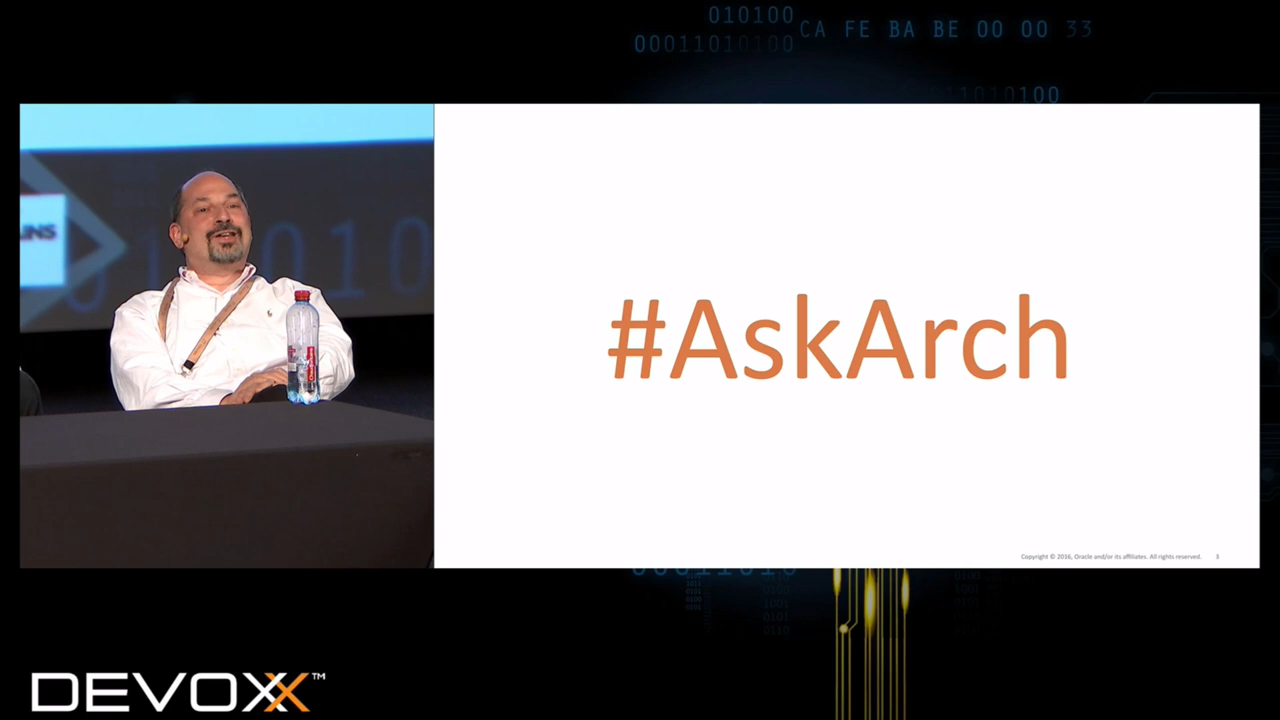 010100
00011010100
CA FE BA BE 00 00 33
11010100
#AskArch
Copyright © 2016, Oracle and/or its affiliates. All rights reserved. 3
DEVOXX™